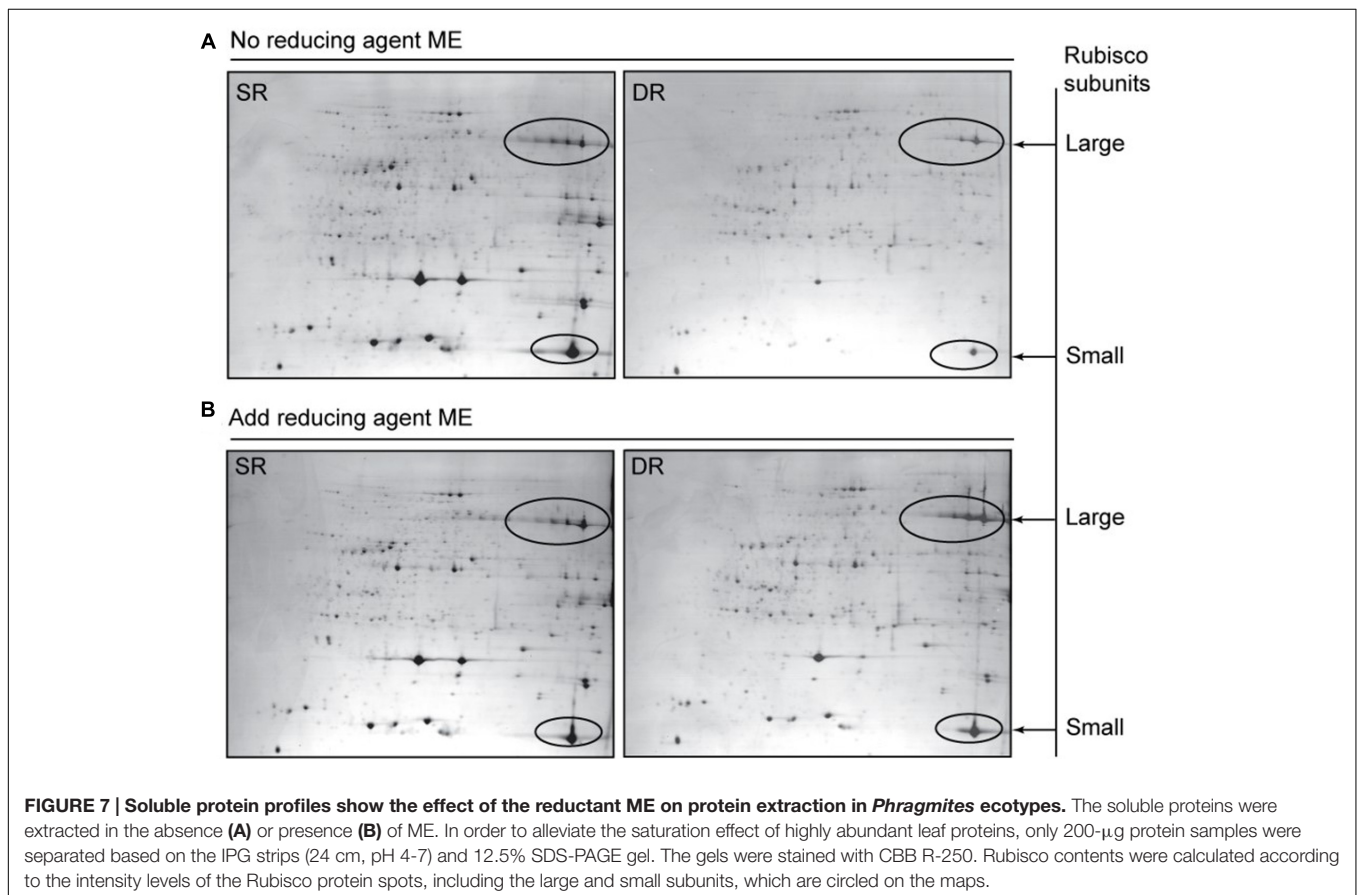 A No reducing agent ME
Rubisco
subunits
SR
DR
Large
Small
B Add reducing agent ME
SR
DR
Large
Small
FIGURE 7 | Soluble protein profiles show the effect of the reductant ME on protein extraction in Phragmites ecotypes. The soluble proteins were
extracted in the absence (A) or presence (B) of ME. In order to alleviate the saturation effect of highly abundant leaf proteins, only 200-μg protein samples were
separated based on the IPG strips (24 cm, pH 4-7) and 12.5% SDS-PAGE gel. The gels were stained with CBB R-250. Rubisco contents were calculated according
to the intensity levels of the Rubisco protein spots, including the large and small subunits, which are circled on the maps.